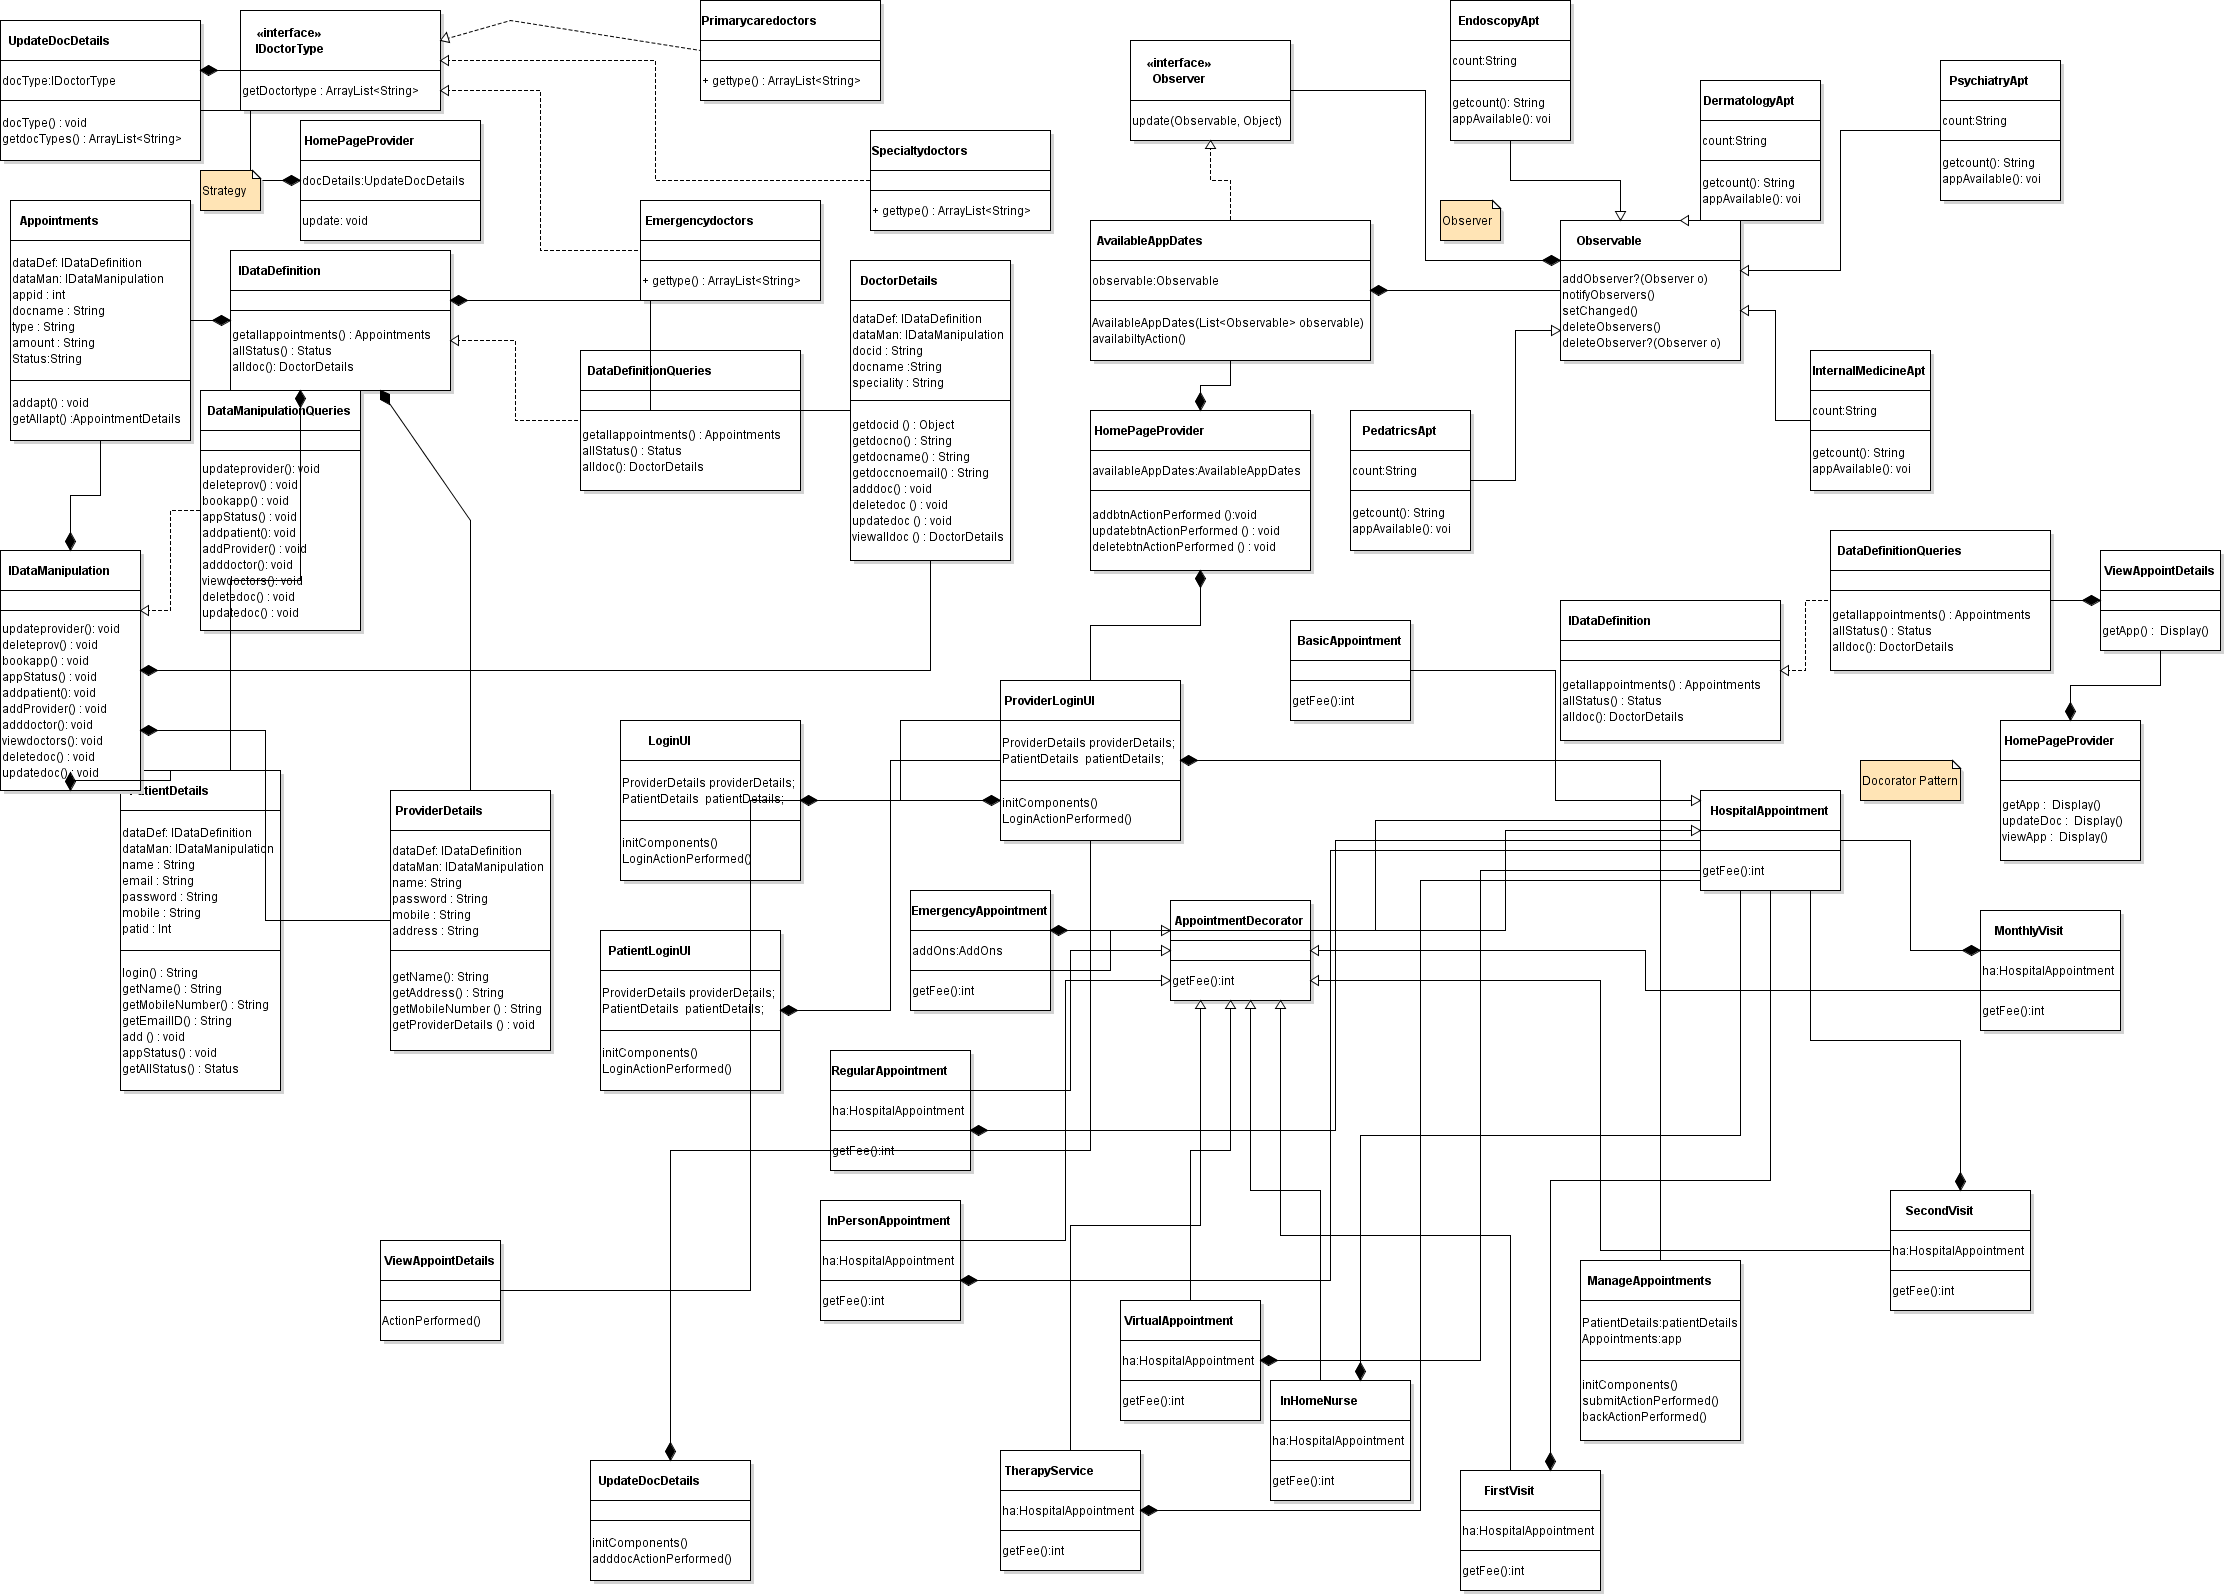 UpdateDocDetails
docType:IDoctorType
docType() : void
getdocTypes() : ArrayList<String>
«interface»
IDoctorType
getDoctortype : ArrayList<String>
Primarycaredoctors
+ gettype() : ArrayList<String>
HomePageProvider
docDetails:UpdateDocDetails
update: void
Strategy
Specialtydoctors
+ gettype() : ArrayList<String>
Emergencydoctors
+ gettype() : ArrayList<String>
Appointments
dataDef: IDataDefinition
dataMan: IDataManipulation
appid : int
docname : String
type : String
amount : String
Status:String
addapt() : void
getAllapt() :AppointmentDetails
IDataDefinition
getallappointments() : Appointments
allStatus() : Status
alldoc(): DoctorDetails
DataDefinitionQueries
getallappointments() : Appointments
allStatus() : Status
alldoc(): DoctorDetails
DoctorDetails
dataDef: IDataDefinition
dataMan: IDataManipulation
docid : String
docname :String
speciality : String
getdocid () : Object
getdocno() : String
getdocname() : String
getdoccnoemail() : String
adddoc() : void
deletedoc () : void
updatedoc () : void
viewalldoc () : DoctorDetails
DataManipulationQueries
updateprovider(): void
deleteprov() : void
bookapp() : void
appStatus() : void
addpatient(): void
addProvider() : void
adddoctor(): void
viewdoctors(): void
deletedoc() : void
updatedoc() : void
IDataManipulation
updateprovider(): void
deleteprov() : void
bookapp() : void
appStatus() : void
addpatient(): void
addProvider() : void
adddoctor(): void
viewdoctors(): void
deletedoc() : void
updatedoc() : void
PatientDetails
dataDef: IDataDefinition
dataMan: IDataManipulation
name : String
email : String
password : String
mobile : String
patid : Int
login() : String
getName() : String
getMobileNumber() : String
getEmailID() : String
add () : void
appStatus() : void
getAllStatus() : Status
ProviderDetails
dataDef: IDataDefinition
dataMan: IDataManipulation
name: String
password : String
mobile : String
address : String
getName(): String
getAddress() : String
getMobileNumber () : String
getProviderDetails () : void
«interface»
Observer
update(Observable, Object)
AvailableAppDates
observable:Observable
AvailableAppDates(List<Observable> observable)
availabiltyAction()
Observer
EndoscopyApt
count:String
getcount(): String
appAvailable(): voi
DermatologyApt
count:String
getcount(): String
appAvailable(): voi
PsychiatryApt
count:String
getcount(): String
appAvailable(): voi
Observable
addObserver?(Observer o)
notifyObservers()
setChanged()
deleteObservers()
deleteObserver?(Observer o)
InternalMedicineApt
count:String
getcount(): String
appAvailable(): voi
PedatricsApt
count:String
getcount(): String
appAvailable(): voi
HomePageProvider
availableAppDates:AvailableAppDates
addbtnActionPerformed ():void
updatebtnActionPerformed () : void
deletebtnActionPerformed () : void
DataDefinitionQueries
getallappointments() : Appointments
allStatus() : Status
alldoc(): DoctorDetails
ViewAppointDetails
getApp() : Display()
IDataDefinition
getallappointments() : Appointments
allStatus() : Status
alldoc(): DoctorDetails
BasicAppointment
getFee():int
HomePageProvider
getApp : Display()
updateDoc : Display()
viewApp : Display()
Docorator Pattern
LoginUI
ProviderDetails providerDetails;
PatientDetails patientDetails;
initComponents()
LoginActionPerformed()
ProviderLoginUI
ProviderDetails providerDetails;
PatientDetails patientDetails;
initComponents()
LoginActionPerformed()
PatientLoginUI
ProviderDetails providerDetails;
PatientDetails patientDetails;
initComponents()
LoginActionPerformed()
HospitalAppointment
getFee():int
EmergencyAppointment
addOns:AddOns
getFee():int
AppointmentDecorator
getFee():int
MonthlyVisit
ha:HospitalAppointment
getFee():int
RegularAppointment
ha:HospitalAppointment
getFee():int
InPersonAppointment
ha:HospitalAppointment
getFee():int
SecondVisit
ha:HospitalAppointment
getFee():int
ViewAppointDetails
ActionPerformed()
VirtualAppointment
ha:HospitalAppointment
getFee():int
InHomeNurse
ha:HospitalAppointment
getFee():int
ManageAppointments
PatientDetails:patientDetails
Appointments:app
initComponents()
submitActionPerformed()
backActionPerformed()
UpdateDocDetails
initComponents()
adddocActionPerformed()
TherapyService
ha:HospitalAppointment
getFee():int
FirstVisit
ha:HospitalAppointment
getFee():int